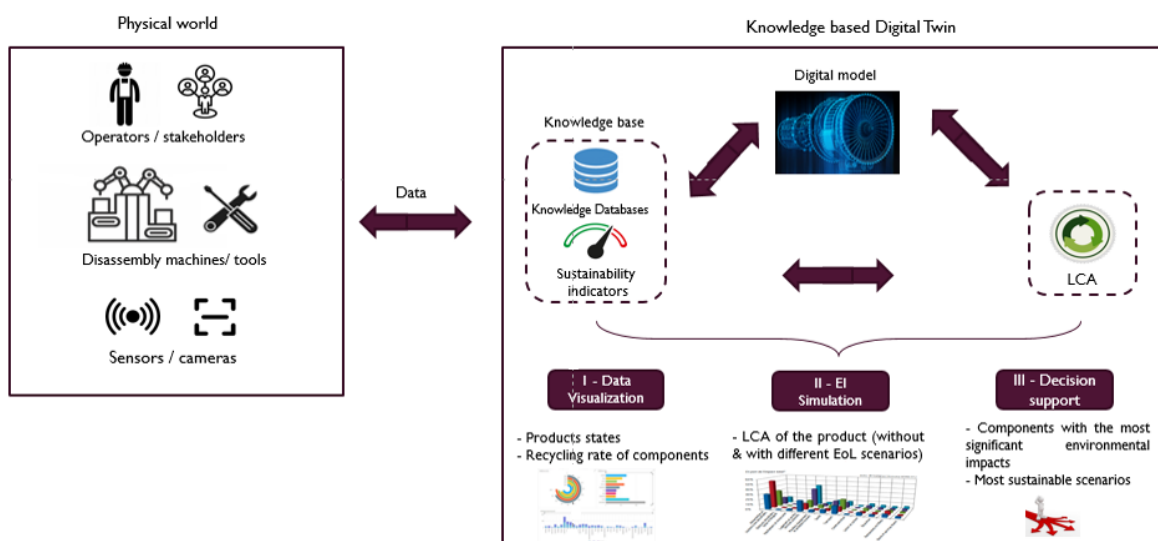 Physical world
Knowledge based Digital Twin
Operators / stakeholders
Disassembly machines/ tools
Sensors / cameras
Data
Digital model
Knowledge base
Knowledge Databases
Sustainability
indicators
LCA
I - Data
Visualization
II - EI
Simulation
III - Decision
support
- Products states
- Recycling rate of components
- LCA of the product (without
& with different EoL scenarios)
- Components with the most
significant environmental
impacts
- Most sustainable scenarios